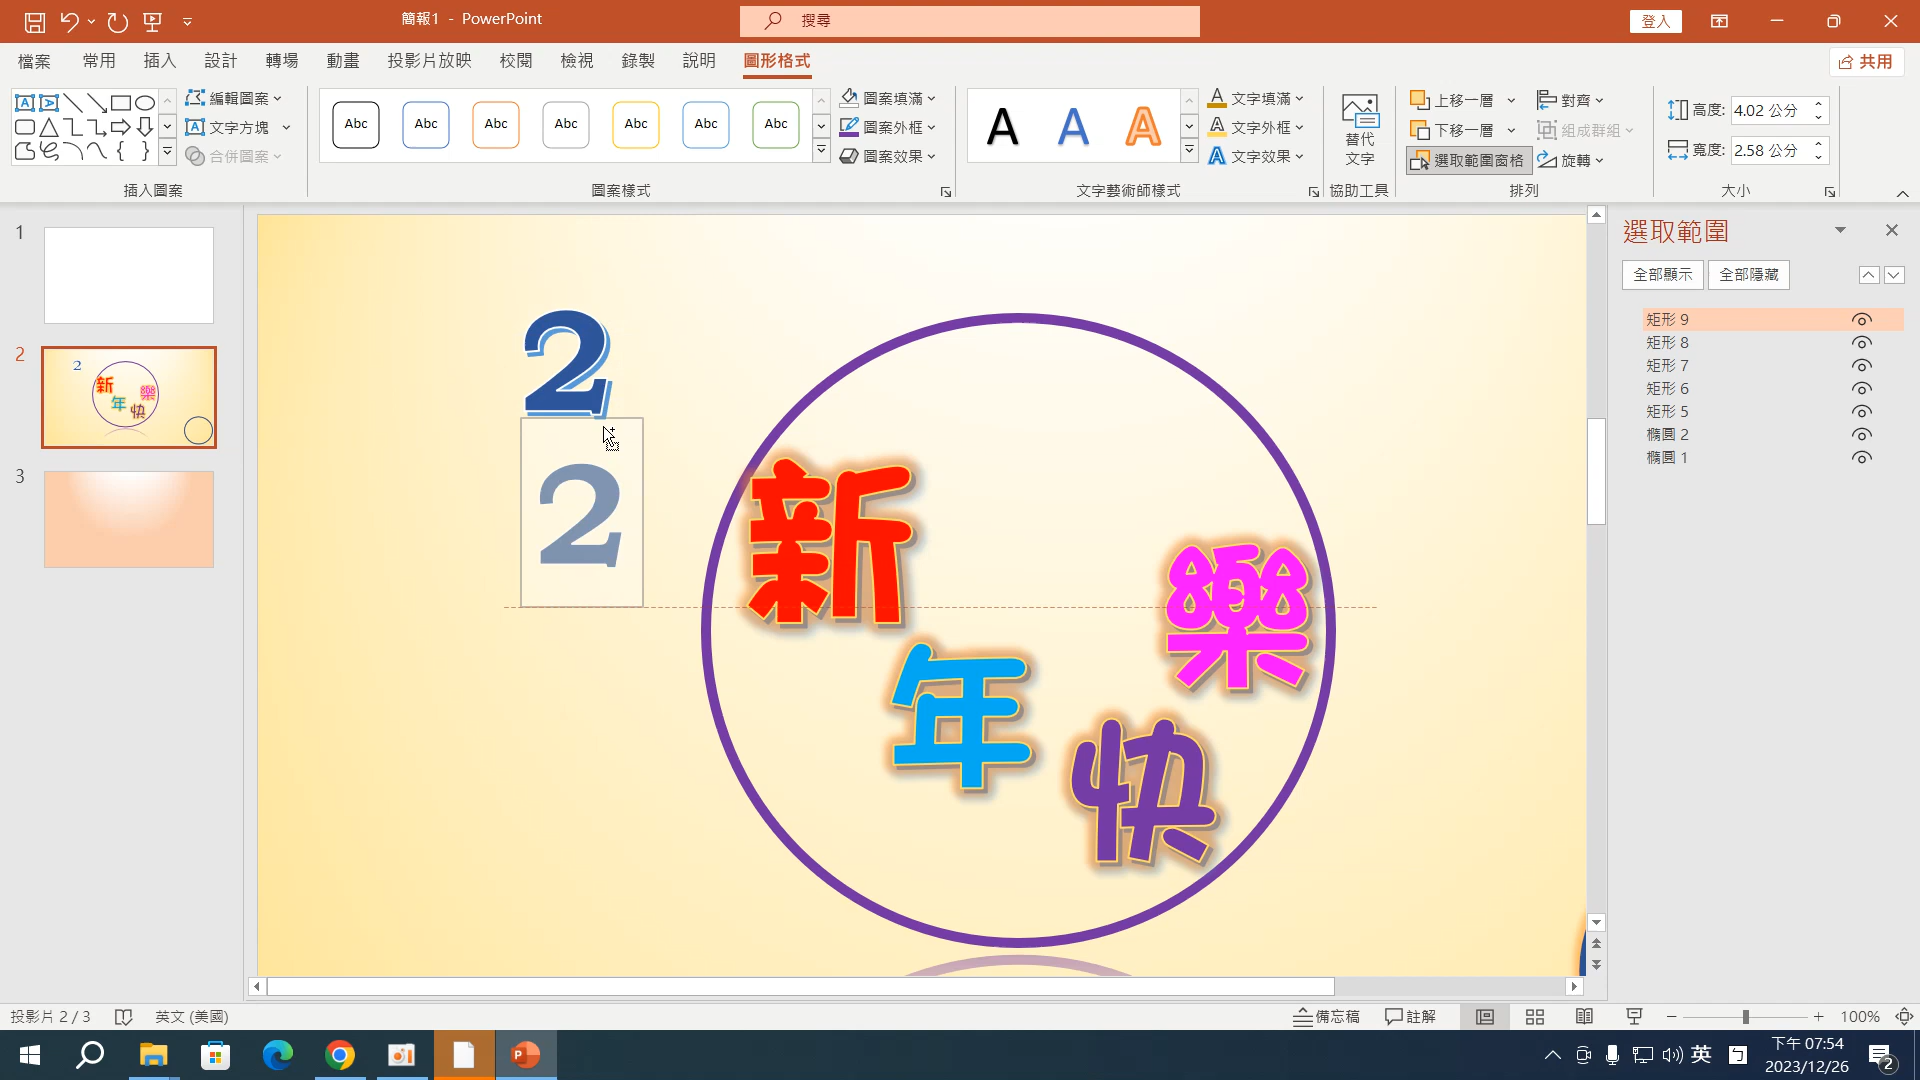 簡報1 - PowerPoint
搜尋
登入
檔案 常用 插入 設計 轉場 動畫 投影片放映 校閱 檢視 錄製 說明 圖形格式
共用
編輯圖案
文字方塊
合併圖案
插入圖案
Abc Abc Abc Abc Abc Abc Abc
圖案填滿
圖案外框
圖案效果
圖案樣式
A A A
文字填滿
文字外框
文字效果
文字藝術師樣式
替代
文字
協助工具
上移一層
下移一層
選取範圍窗格
對齊
組成群組
旋轉
排列
高度: 4.02 公分
寬度: 2.58 公分
大小
1
2
2
新
年
快
樂
3
2
2
新
年
快
樂
選取範圍
全部顯示 全部隱藏
矩形 9
矩形 8
矩形 7
矩形 6
矩形 5
橢圓 2
橢圓 1
投影片 2 / 3 英文 (美國)
備忘稿 註解
100%
英
下午 07:54
2023/12/26
2